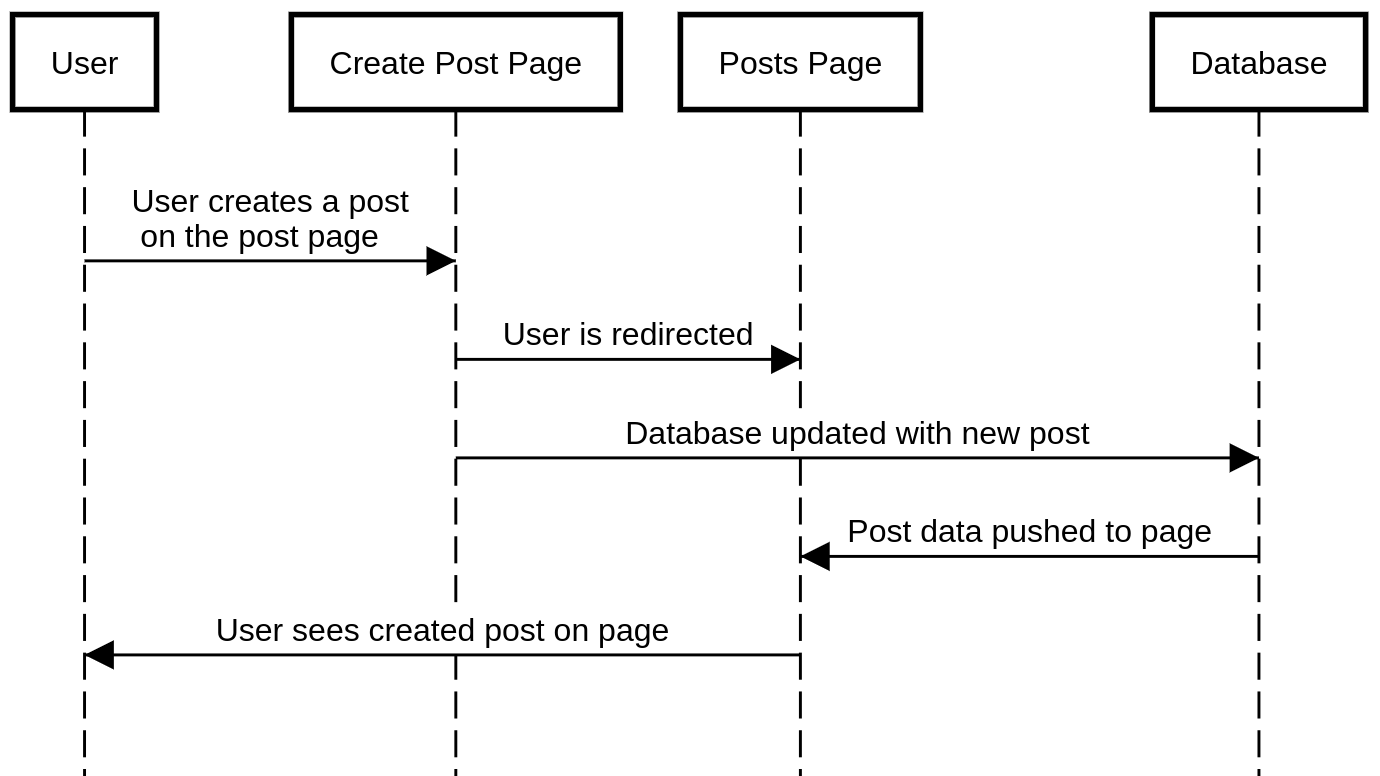 User
Create Post Page
Posts Page
Database
User creates a post
on the post page
User is redirected
Database updated with new post
Post data pushed to page
User sees created post on page